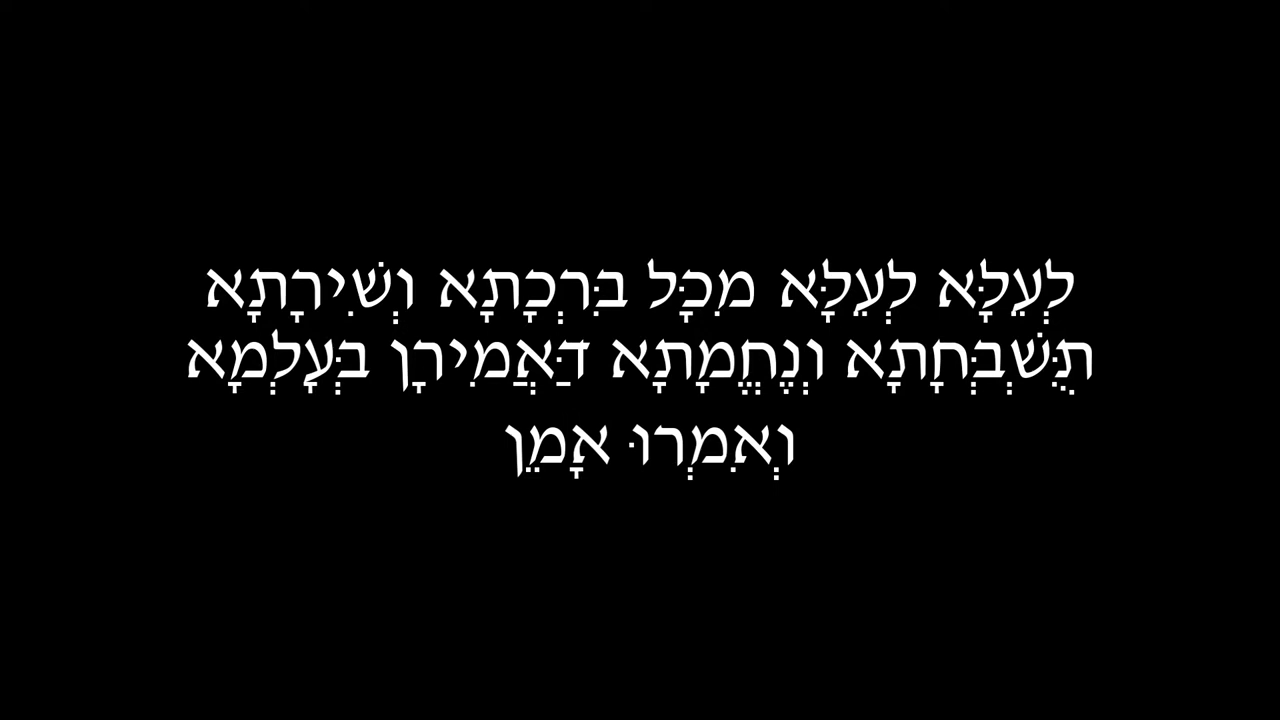 לְעֵלָּא לְעֵלָּא מִכָּל בִּרְכָתָא וְשִׁירָתָא
תֻּשְׁבְּחָתָא וְנֶחֱמָתָא דַּאֲמִירָן בְּעָלְמָא
וְאִמְרוּ אָמֵן